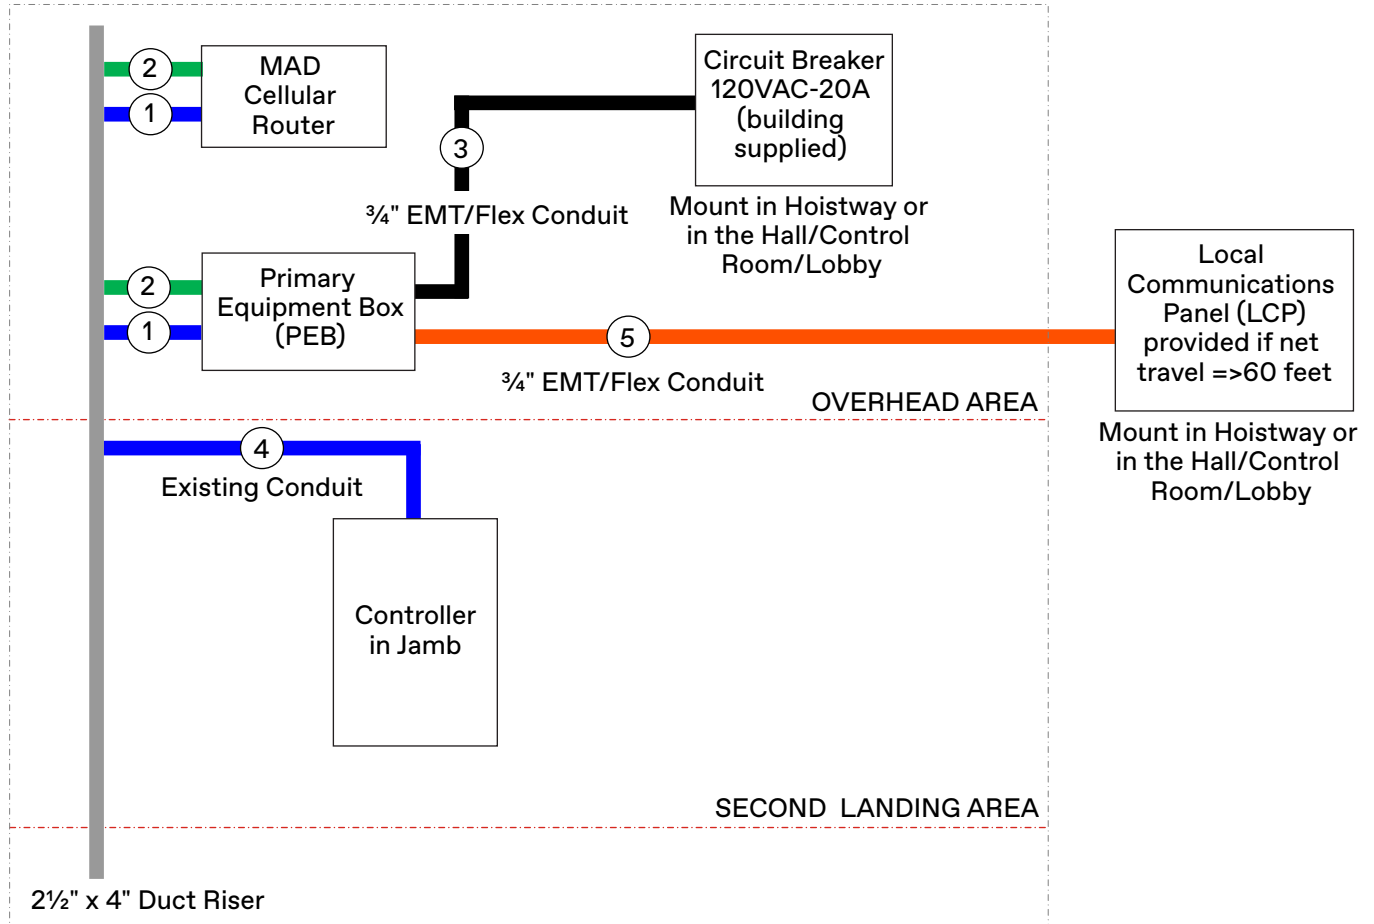 2
MAD
Cellular
Router
1
Circuit Breaker
120VAC-20A
(building
supplied)
3
¾" EMT/Flex Conduit
Mount in Hoistway or
in the Hall/Control
Room/Lobby
2
Primary
Equipment Box
(PEB)
1
5
¾" EMT/Flex Conduit
Local
Communications
Panel (LCP)
provided if net
travel =>60 feet
OVERHEAD AREA
Mount in Hoistway or
in the Hall/Control
Room/Lobby
4
Existing Conduit
Controller
in Jamb
SECOND LANDING AREA
2½" x 4" Duct Riser